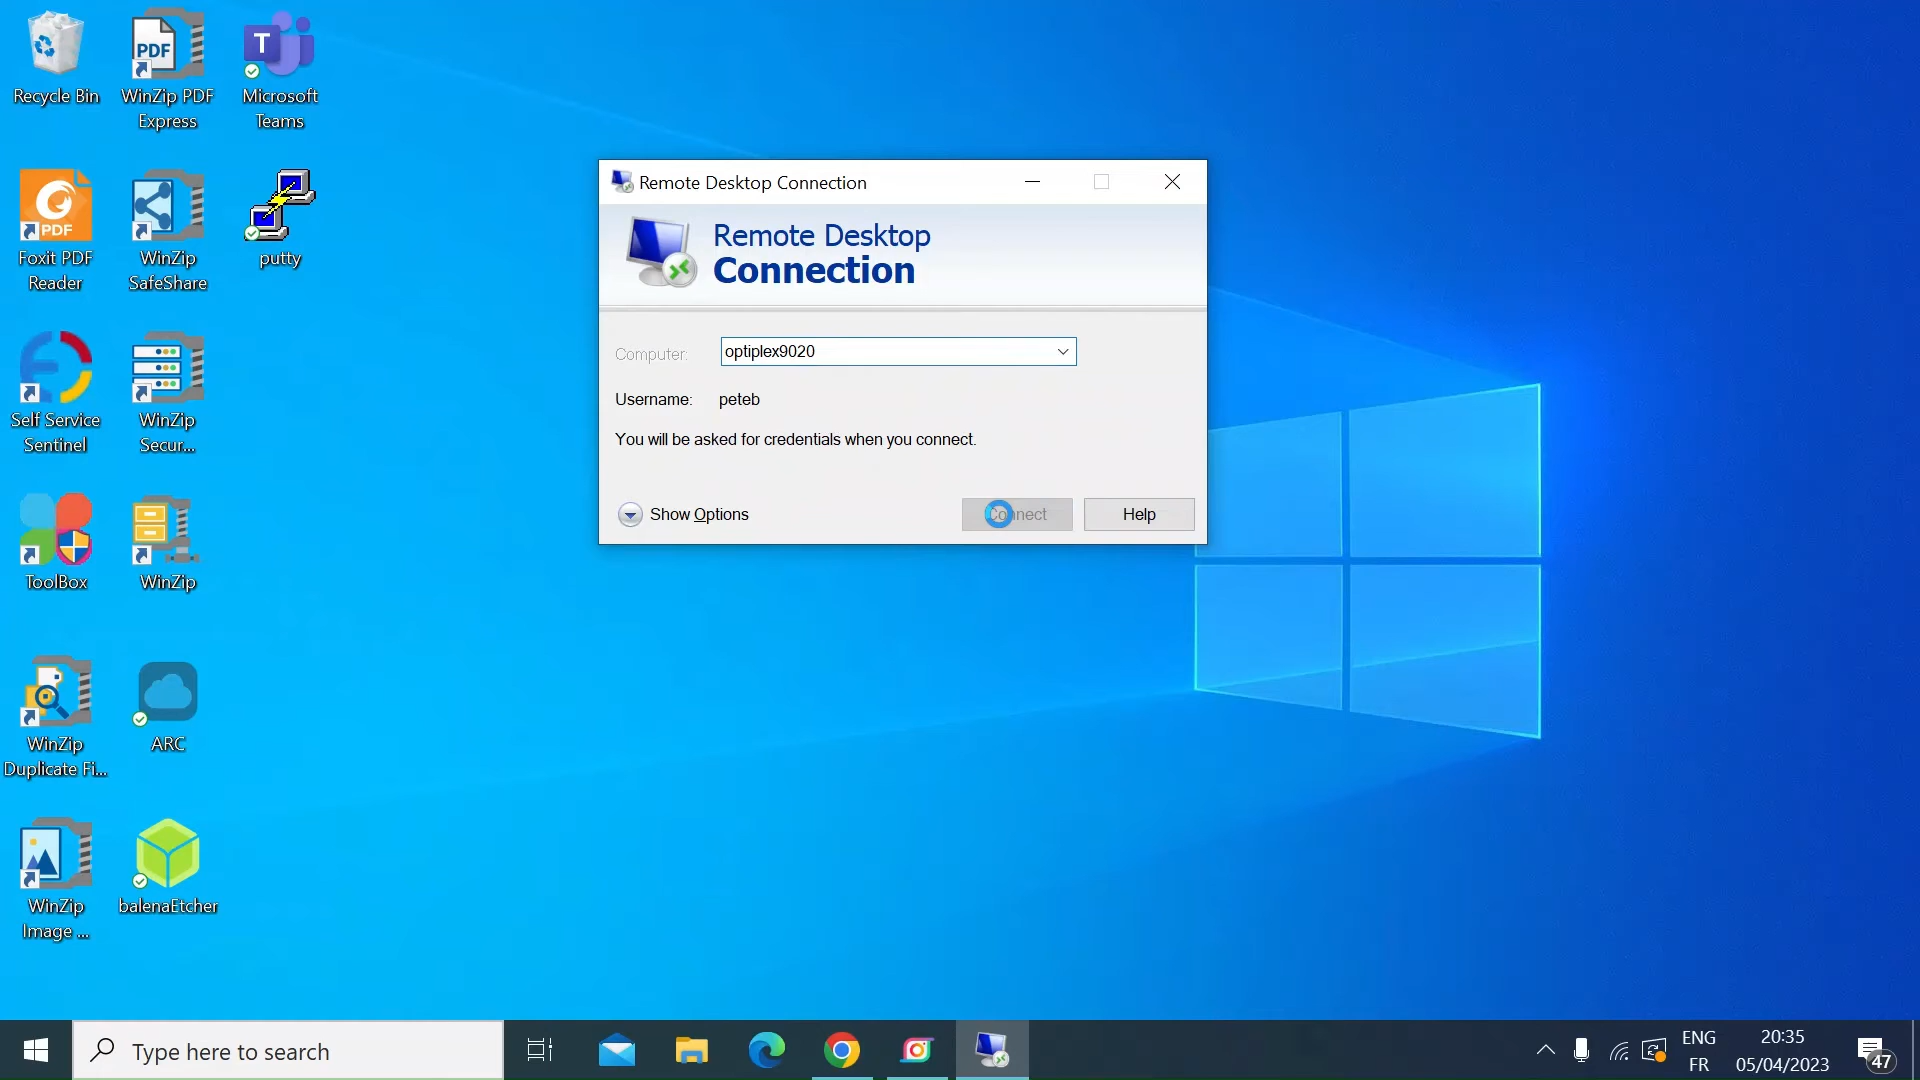 Recycle Bin
PDF
WinZip PDF
Express
T
Microsoft
Teams
PDF
Foxit PDF
Reader
WinZip
SafeShare
putty
Self Service
Sentinel
WinZip
Secur...
ToolBox
WinZip
WinZip
Duplicate Fi...
ARC
WinZip
Image ...
balenaEtcher
Remote Desktop Connection
Remote Desktop
Connection
Computer:
optiplex9020
Username:
peteb
You will be asked for credentials when you connect.
Show Options
Connect
Help
Type here to search
ENG
FR
20:35
05/04/2023
47